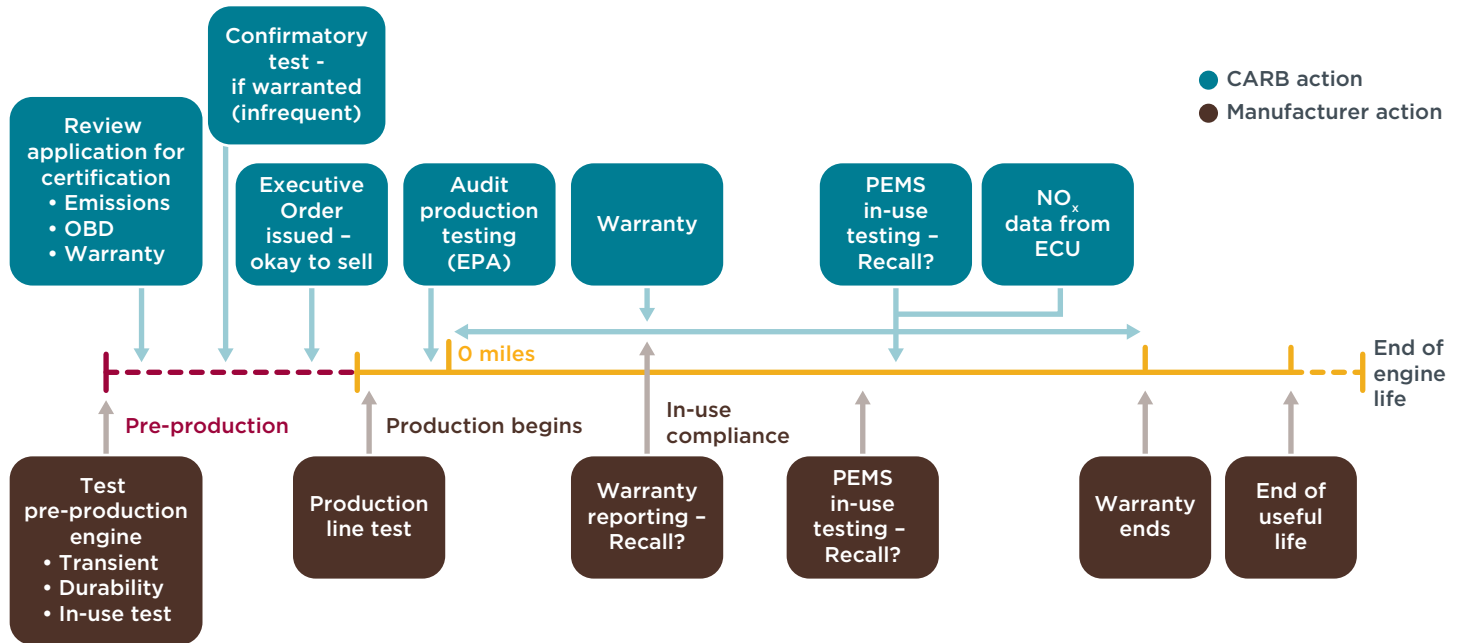 Confirmatory
test -
if warranted
(infrequent)
CARB action
Manufacturer action
Review
application for
certification
• Emissions
• OBD
• Warranty
Executive
Order
issued –
okay to sell
Audit
production
testing
(EPA)
Warranty
PEMS
in-use
testing –
Recall?
NOx
data from
ECU
0 miles
End of
engine
life
Pre-production
Production begins
In-use
compliance
Test
pre-production
engine
• Transient
• Durability
• In-use test
Production
line test
Warranty
reporting –
Recall?
PEMS
in-use
testing –
Recall?
Warranty
ends
End of
useful
life